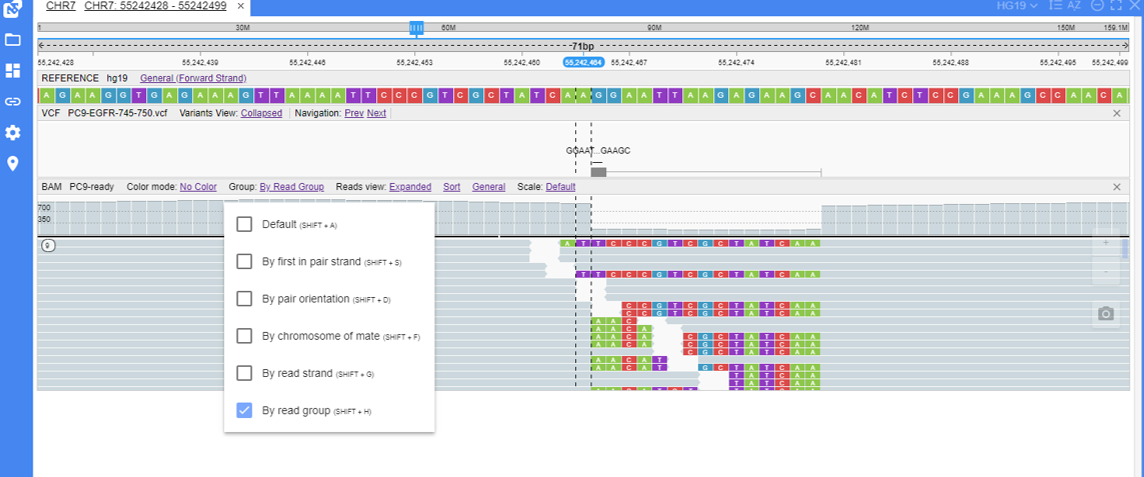 CHR7 CHR7: 55242428 - 55242499 ×
HG19
AZ
1 30M 60M 90M 120M 150M 159.1M
71bp
55,242,428 55,242,439 55,242,446 55,242,453 55,242,460 55,242,464 55,242,467 55,242,474 55,242,481 55,242,488 55,242,495 55,242,499
REFERENCE hg19 General (Forward Strand)
A G A A G G T G A G A A A G T T A A A A T T C C C G T C G C T A T C A A G G A A T T A A G A G A A G C A A C A T C T C C G A A A G C C A A C A
VCF PC9-EGFR-745-750.vcf Variants View: Collapsed Navigation: Prev Next
GGAAT...GAAGC
BAM PC9-ready Color mode: No Color Group: By Read Group Reads view: Expanded Sort General Scale: Default
700
350
Default (SHIFT + A)
By first in pair strand (SHIFT + S)
By pair orientation (SHIFT + D)
By chromosome of mate (SHIFT + F)
By read strand (SHIFT + G)
By read group (SHIFT + H)
9
A T T C C C G T C G C T A T C A A
T T C C C G T C G C T A T C A A
C C G T C G C T A T C A A
C C G T C G C T A T C A A
A A C
A A C A
A A C A C G C T A T C A A
A A C A C G C T A T C A A
C G C T A T C A A
A A C A T
A A C A T G C T A T C A A
T A T C A A
T A T C A A